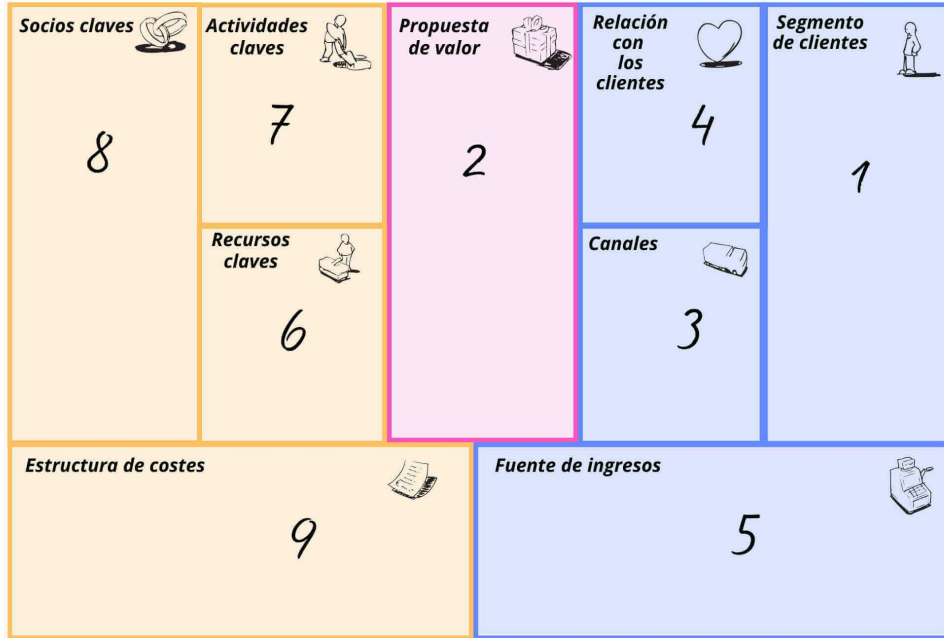 Socios claves
8
Actividades
claves
7
Recursos
claves
6
Propuesta
de valor
2
Relación
con
los
clientes
4
Canales
3
Segmento
de clientes
1
Estructura de costes
9
Fuente de ingresos
5